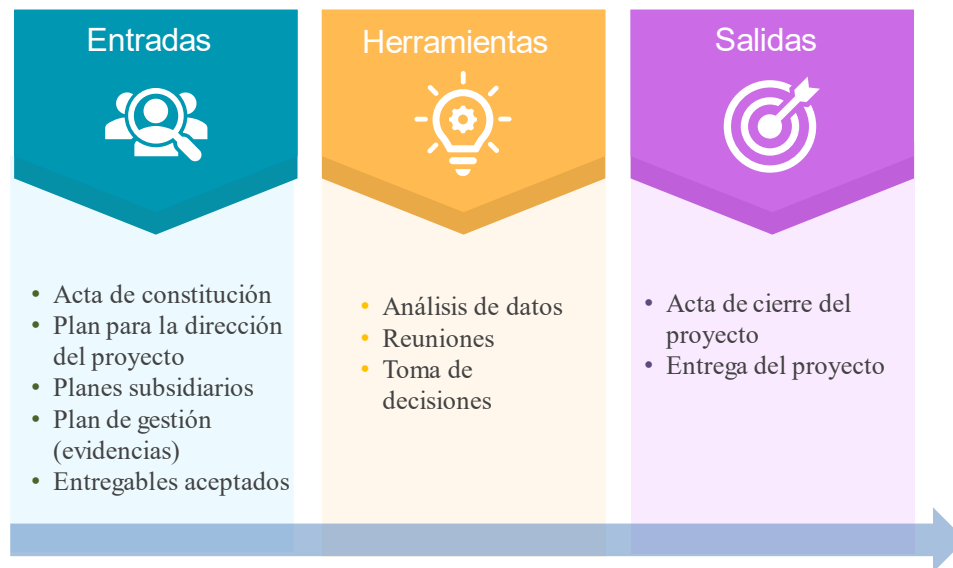 Entradas
• Acta de constitución
• Plan para la dirección
del proyecto
• Planes subsidiarios
• Plan de gestión
(evidencias)
• Entregables aceptados
Herramientas
• Análisis de datos
• Reuniones
• Toma de
decisiones
Salidas
• Acta de cierre del
proyecto
• Entrega del proyecto